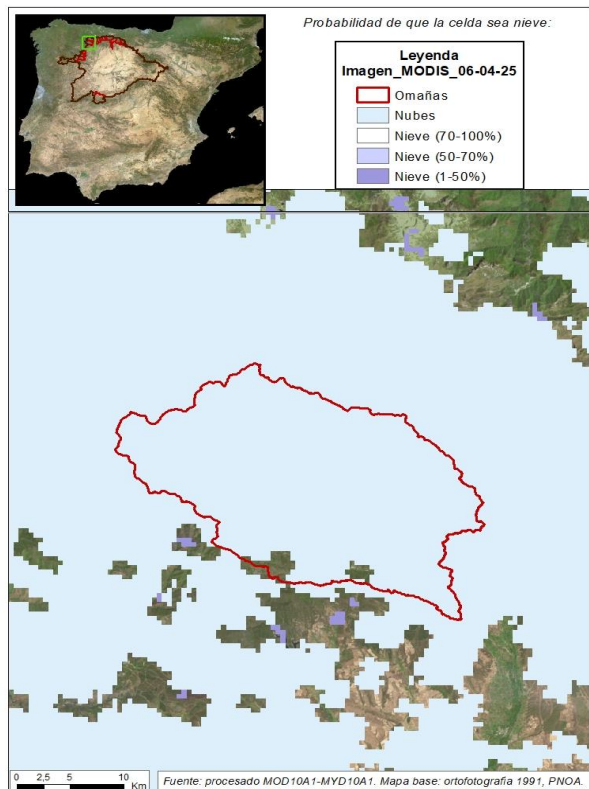 Probabilidad de que la celda sea nieve:
Leyenda
Imagen_MODIS_06-04-25
Omañas
Nubes
Nieve (70-100%)
Nieve (50-70%)
Nieve (1-50%)
0 2,5 5 10
Km
Fuente: procesado MOD10A1-MYD10A1. Mapa base: ortofotografia 1991, PNOA.